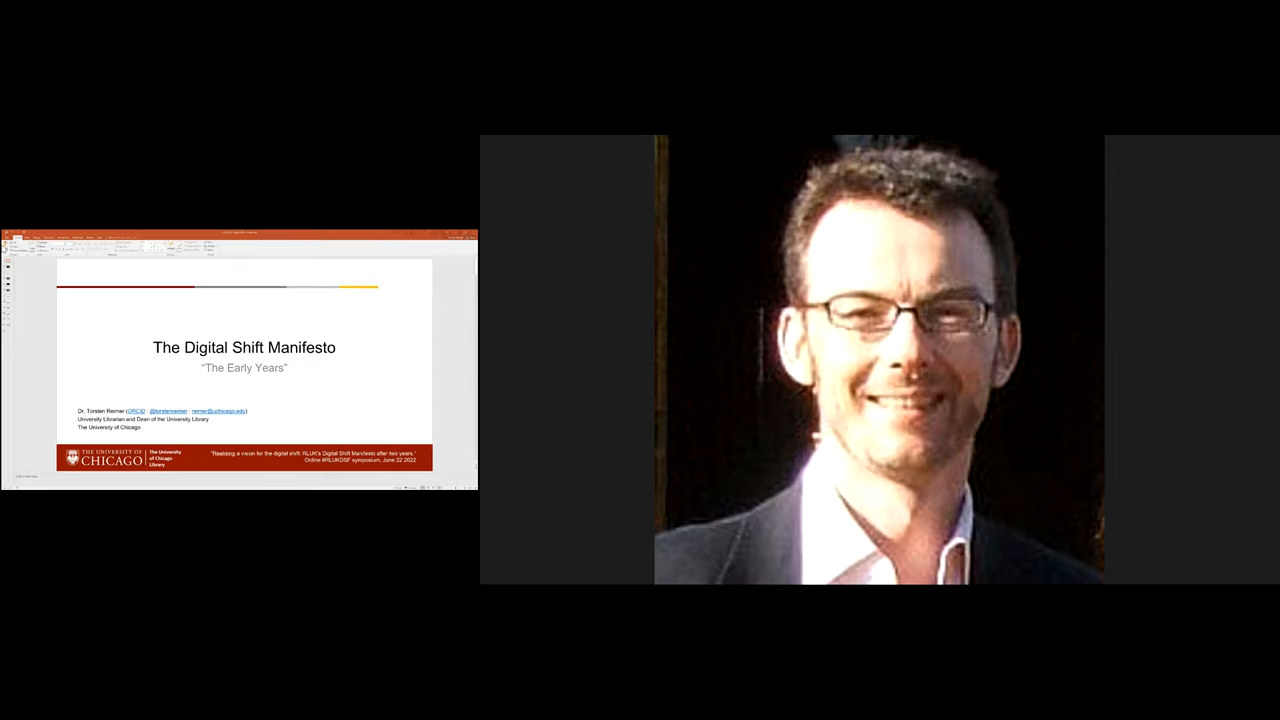 The Digital Shift Manifesto
"The Early Years"
Dr. Torsten Reimer (ORCID | @torstenreimer | reimer@uchicago.edu)
University Librarian and Dean of the University Library
The University of Chicago
THE UNIVERSITY OF
CHICAGO
The University
of Chicago
Library
"Realising a vision for the digital shift: RLUK's Digital Shift Manifesto after two years."
Online #RLUKDSF symposium, June 22 2022